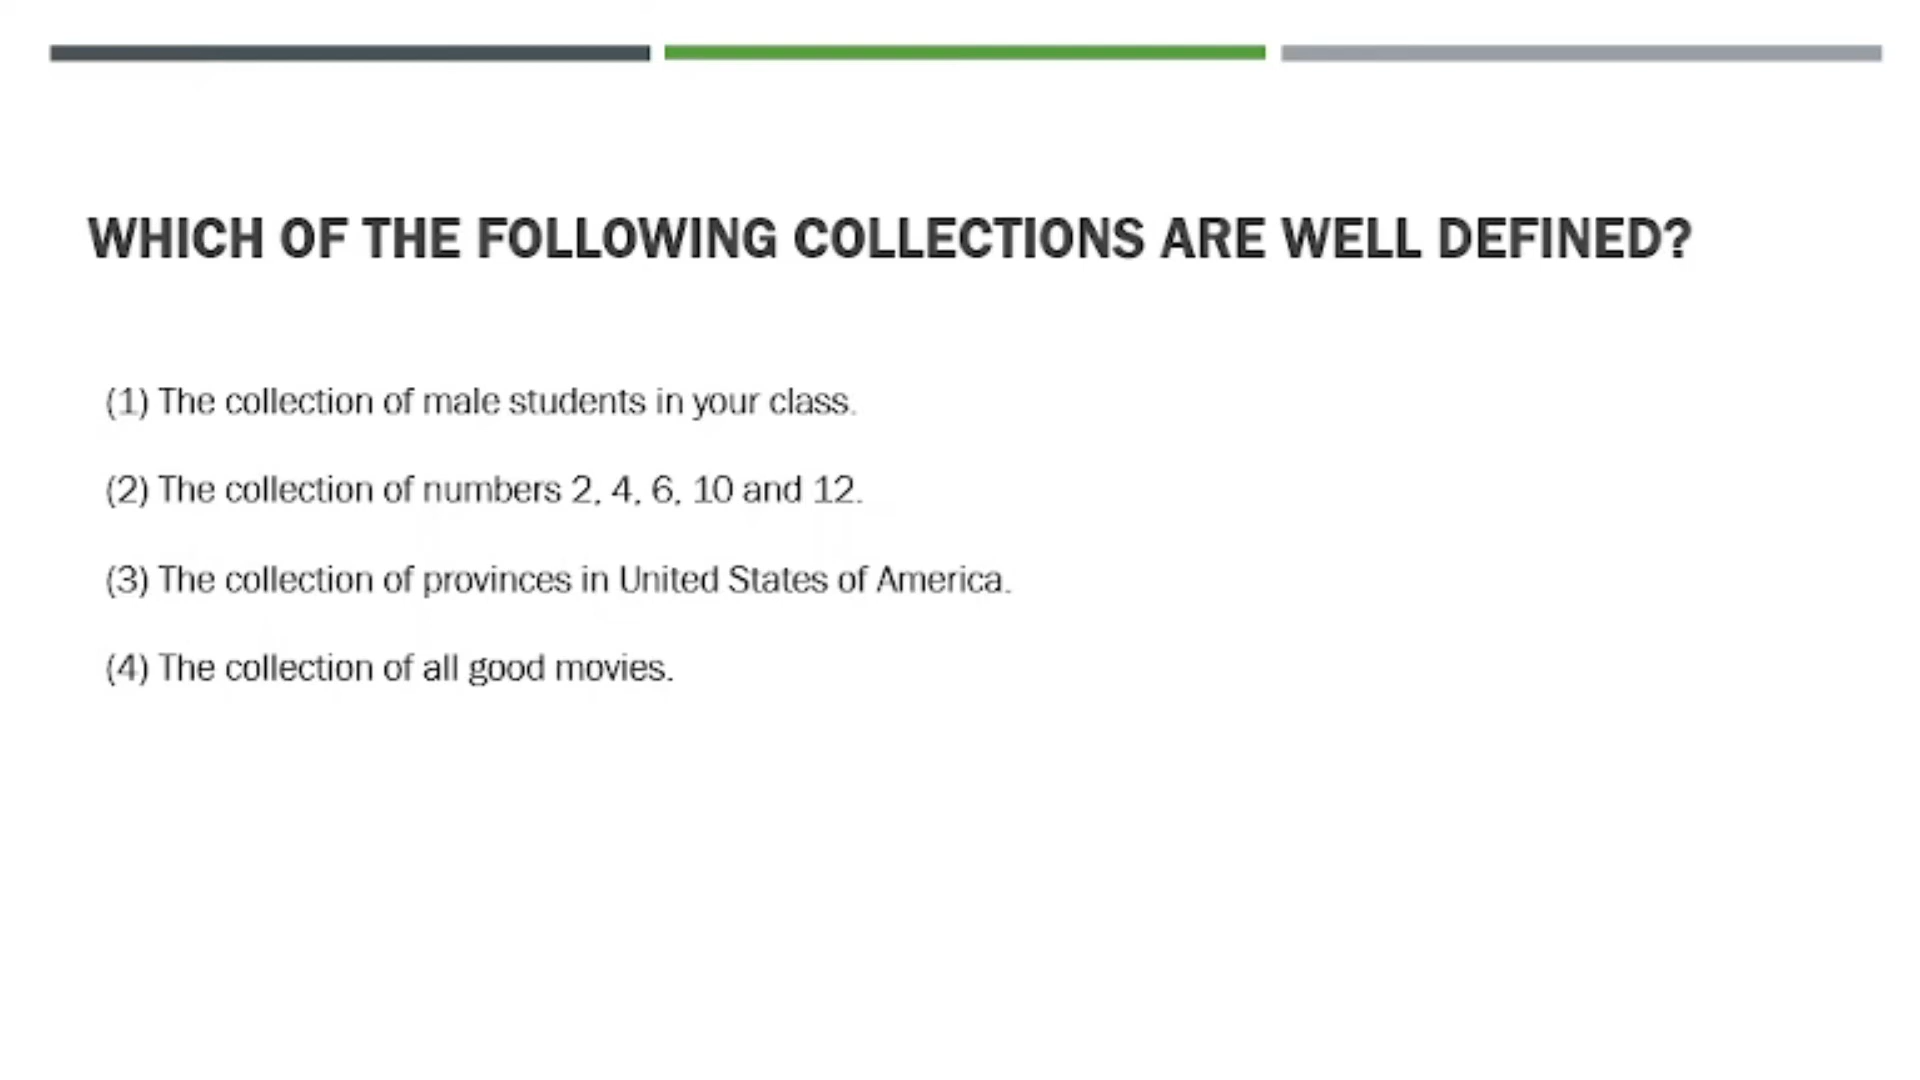 WHICH OF THE FOLLOWING COLLECTIONS ARE WELL DEFINED?
(1) The collection of male students in your class.
(2) The collection of numbers 2, 4, 6, 10 and 12.
(3) The collection of provinces in United States of America.
(4) The collection of all good movies.